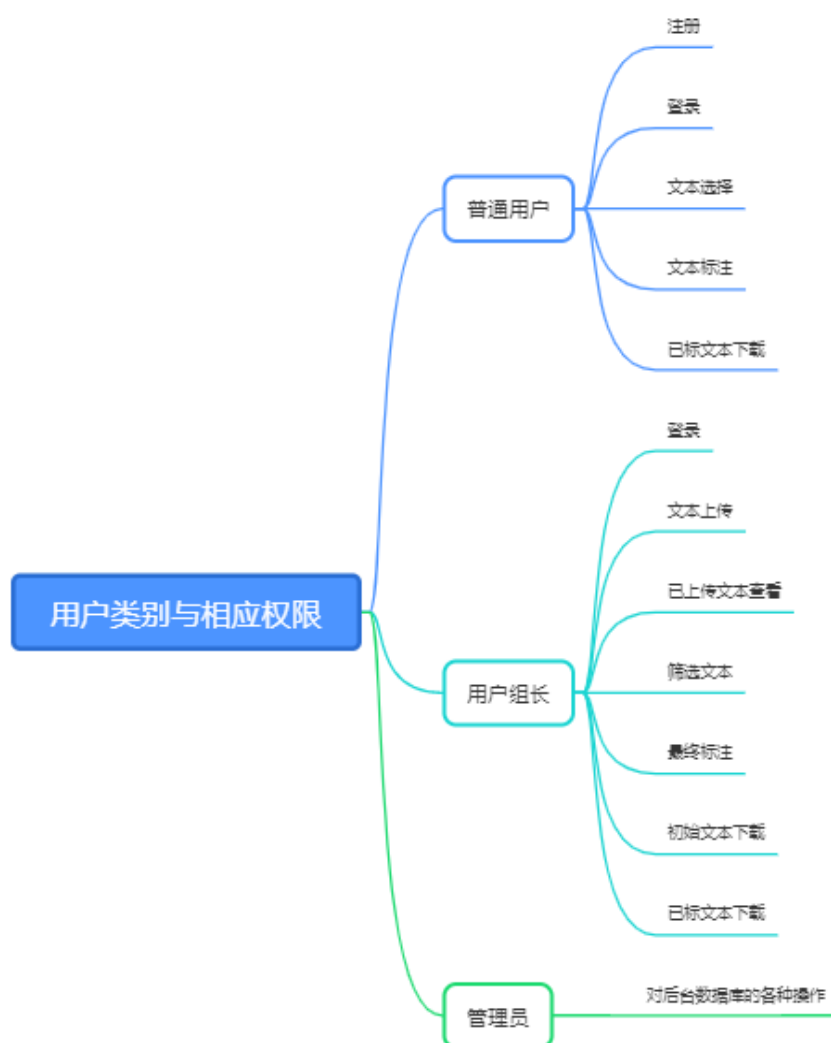 用户类别与相应权限
普通用户
注册
登录
文本选择
文本标注
已标文本下载
用户组长
登录
文本上传
已上传文本查看
筛选文本
最终标注
初始文本下载
已标文本下载
管理员
对后台数据库的各种操作